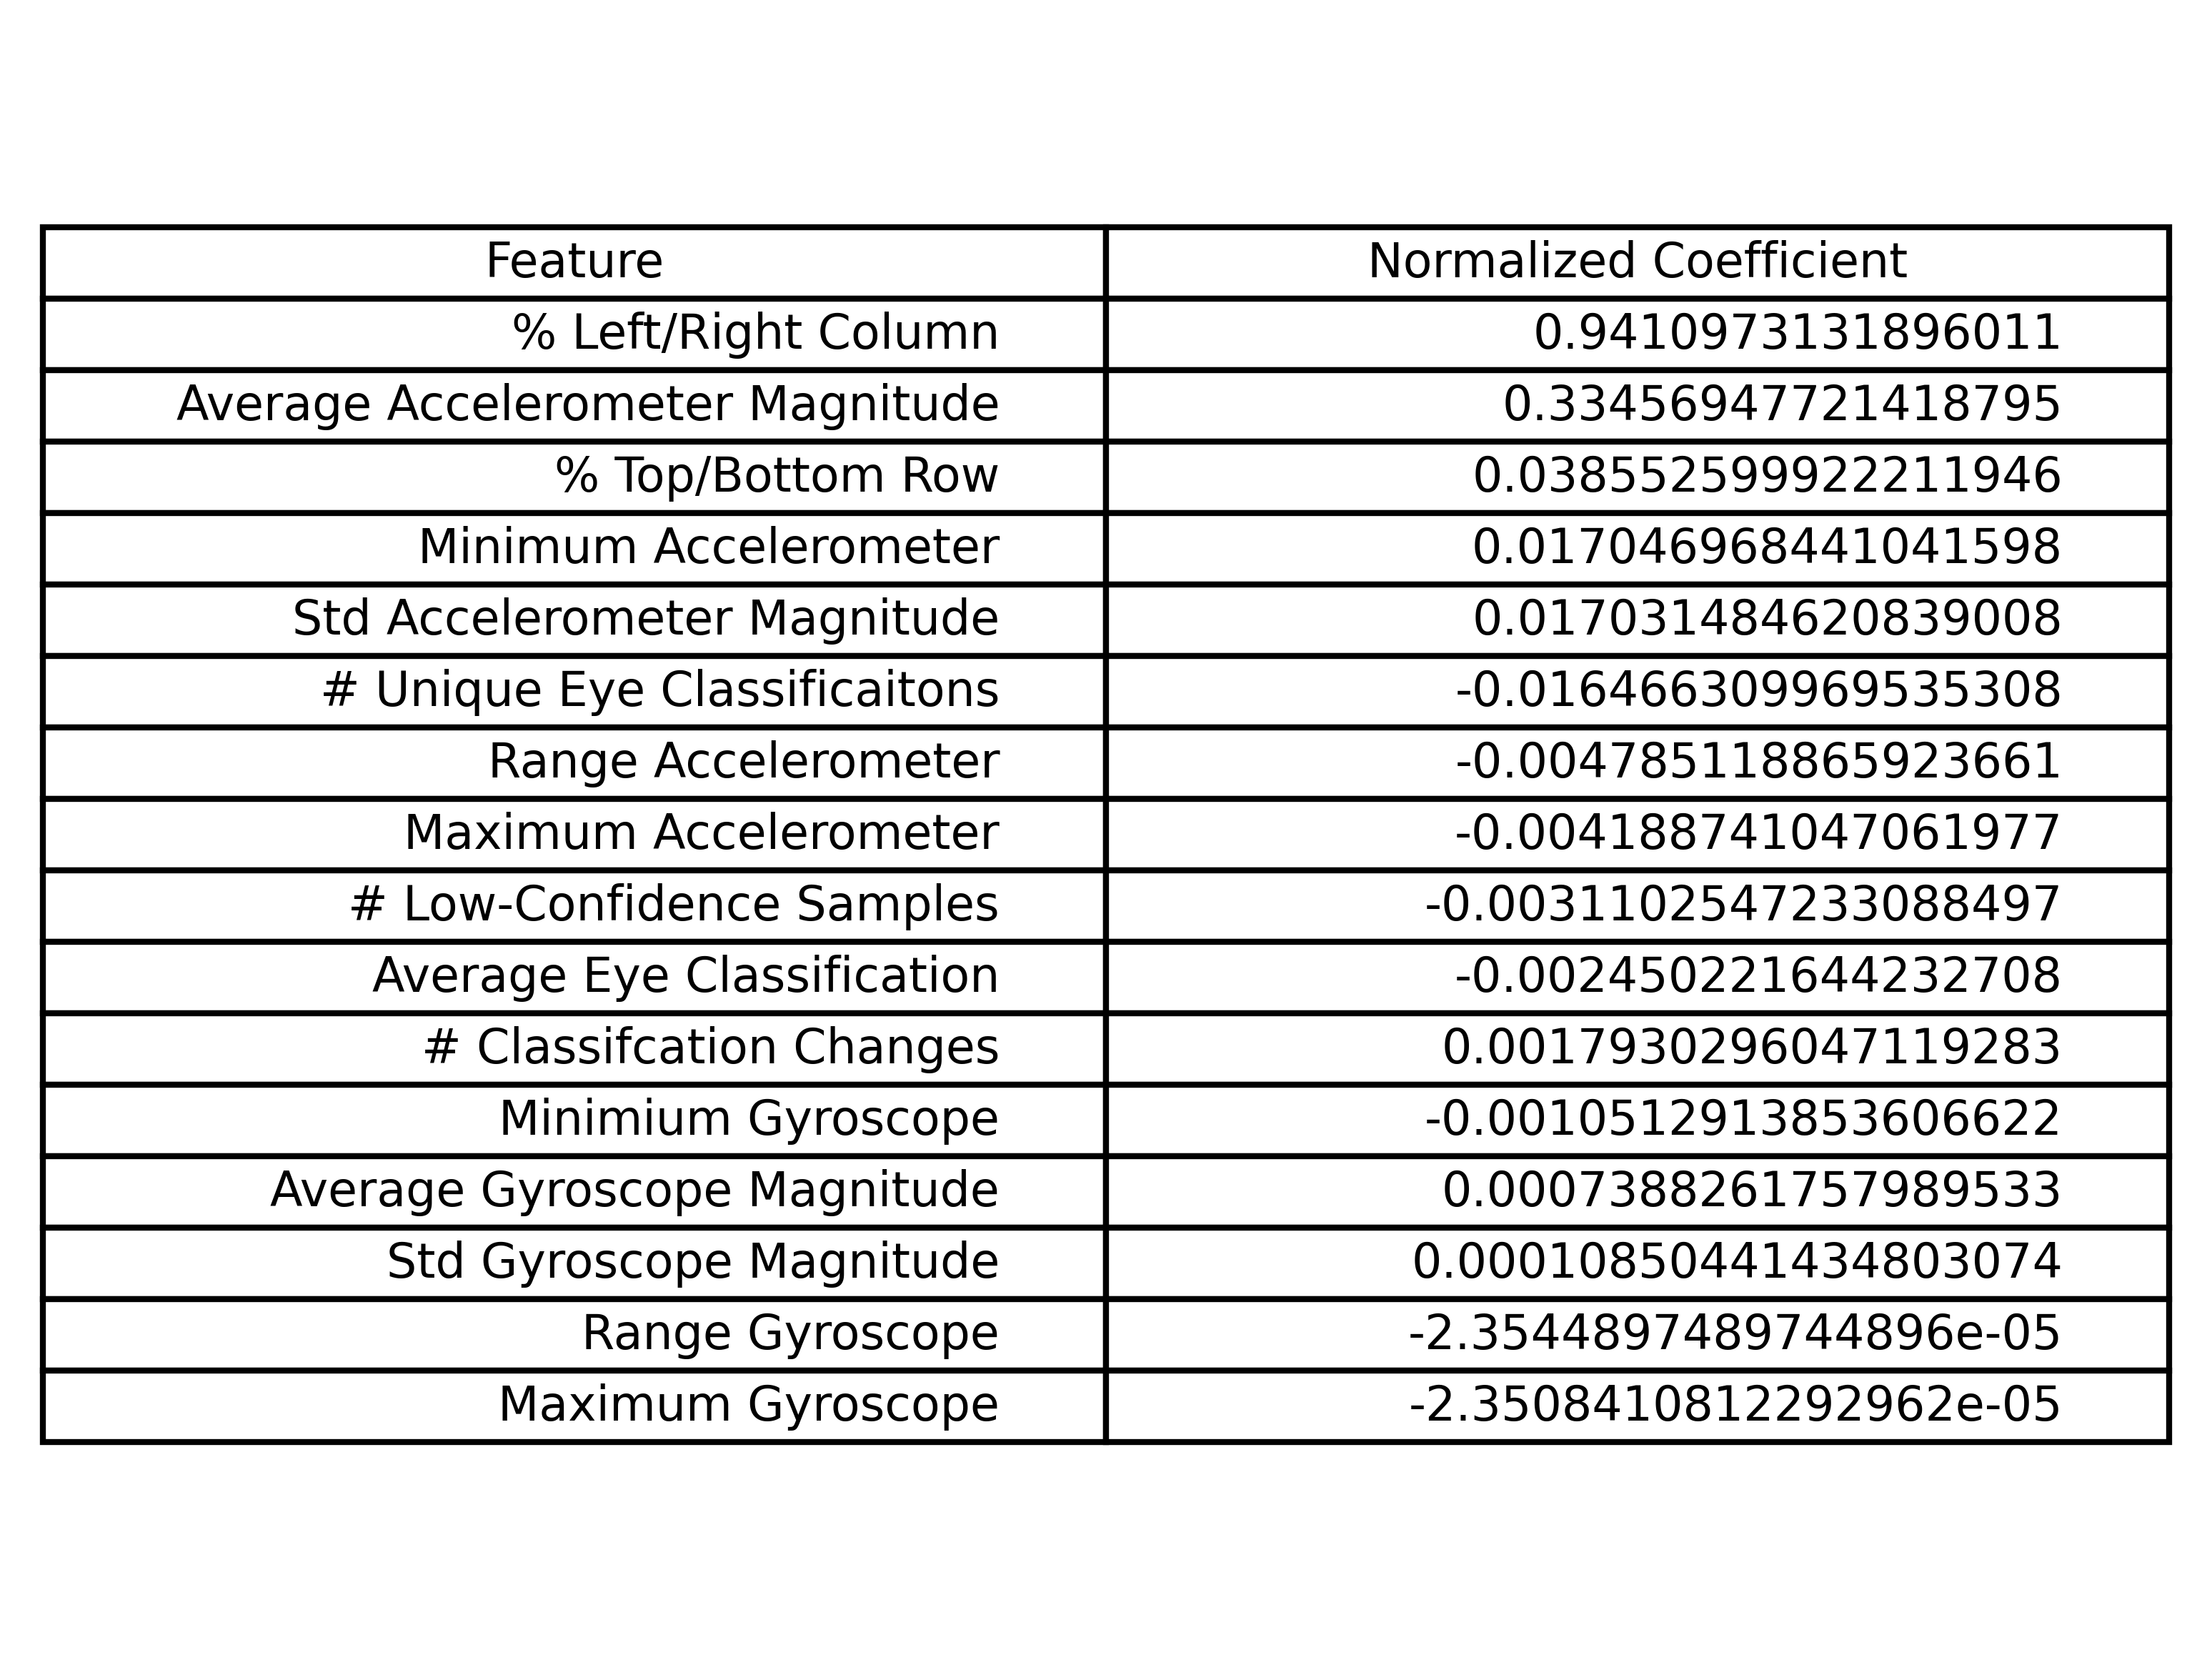 Feature Normalized Coefficient
% Left/Right Column 0.9410973131896011
Average Accelerometer Magnitude 0.33456947721418795
% Top/Bottom Row 0.038552599922211946
Minimum Accelerometer 0.017046968441041598
Std Accelerometer Magnitude 0.017031484620839008
# Unique Eye Classificaitons -0.016466309969535308
Range Accelerometer -0.004785118865923661
Maximum Accelerometer -0.004188741047061977
# Low-Confidence Samples -0.0031102547233088497
Average Eye Classification -0.002450221644232708
# Classifcation Changes 0.0017930296047119283
Minimium Gyroscope -0.0010512913853606622
Average Gyroscope Magnitude 0.0007388261757989533
Std Gyroscope Magnitude 0.00010850441434803074
Range Gyroscope -2.3544897489744896e-05
Maximum Gyroscope -2.3508410812292962e-05